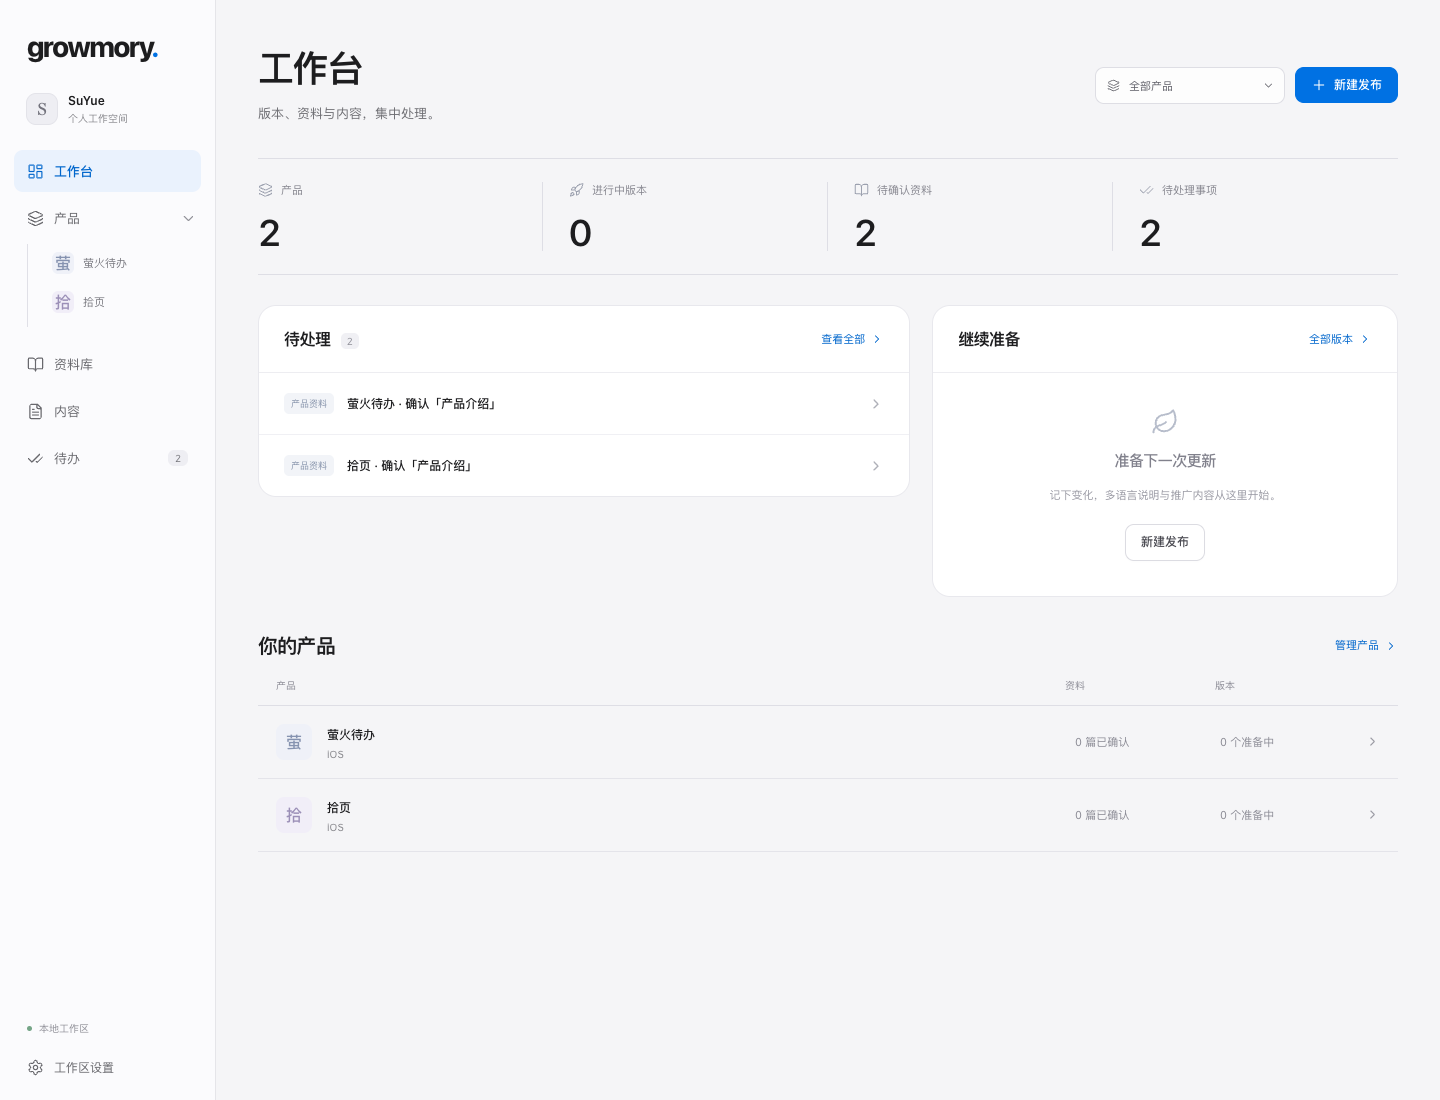 growmory.
S
SuYue
个人工作空间
工作台
产品
萤 萤火待办
拾 拾页
资料库
内容
待办 2
本地工作区
工作区设置
工作台
版本、资料与内容，集中处理。
全部产品
新建发布
产品
2
进行中版本
0
待确认资料
2
待处理事项
2
待处理 2
查看全部
产品资料 萤火待办 · 确认「产品介绍」
产品资料 拾页 · 确认「产品介绍」
继续准备
全部版本
准备下一次更新
记下变化，多语言说明与推广内容从这里开始。
新建发布
你的产品
管理产品
产品 资料 版本
萤 萤火待办
iOS
0 篇已确认 0 个准备中
拾 拾页
iOS
0 篇已确认 0 个准备中